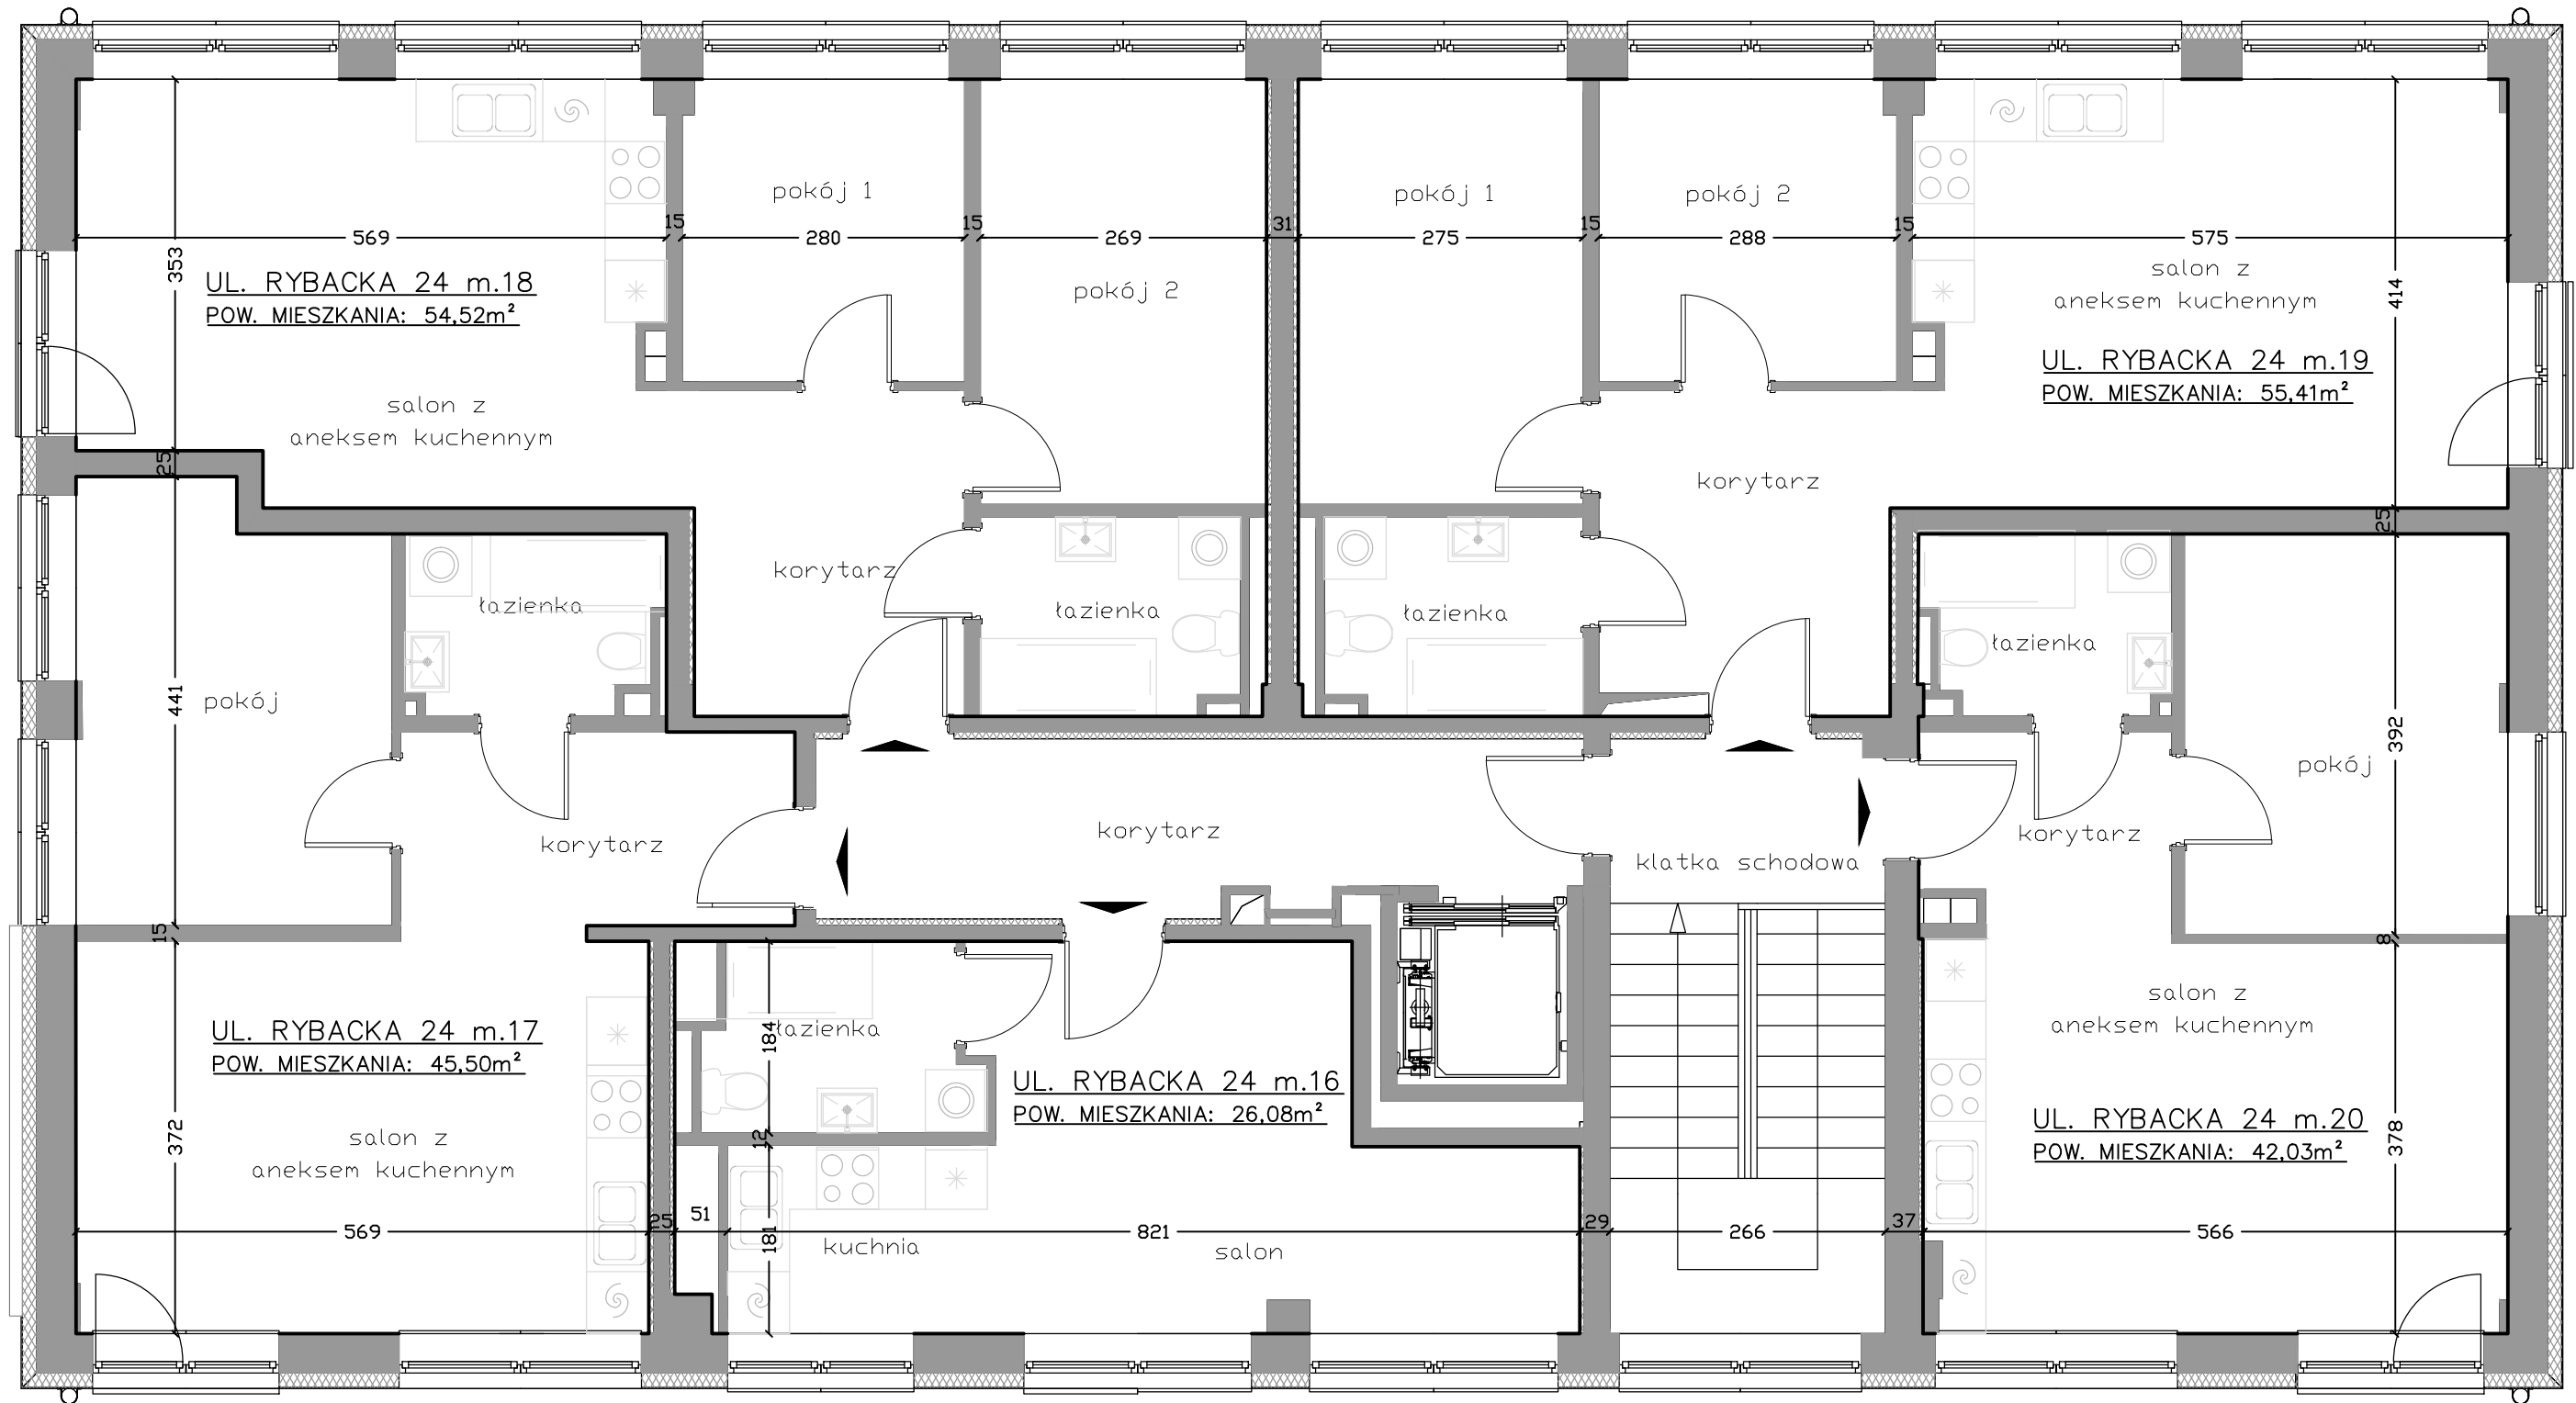 pokój 1
pokój 1
pokój 2
569
15
280
15
269
31
275
15
288
15
575
353
UL. RYBACKA 24 m.18
POW. MIESZKANIA: 54,52m²
pokój 2
salon z
aneksem kuchennym
414
UL. RYBACKA 24 m.19
POW. MIESZKANIA: 55,41m²
salon z
aneksem kuchennym
25
korytarz
25
korytarz
łazienka
łazienka
łazienka
łazienka
441
pokój
392
pokój
korytarz
korytarz
klatka schodowa
korytarz
15
8
UL. RYBACKA 24 m.17
POW. MIESZKANIA: 45,50m²
184
łazienka
salon z
aneksem kuchennym
UL. RYBACKA 24 m.16
POW. MIESZKANIA: 26,08m²
UL. RYBACKA 24 m.20
POW. MIESZKANIA: 42,03m²
372
salon z
aneksem kuchennym
12
378
569
25
51
181
821
29
266
37
566
kuchnia
salon